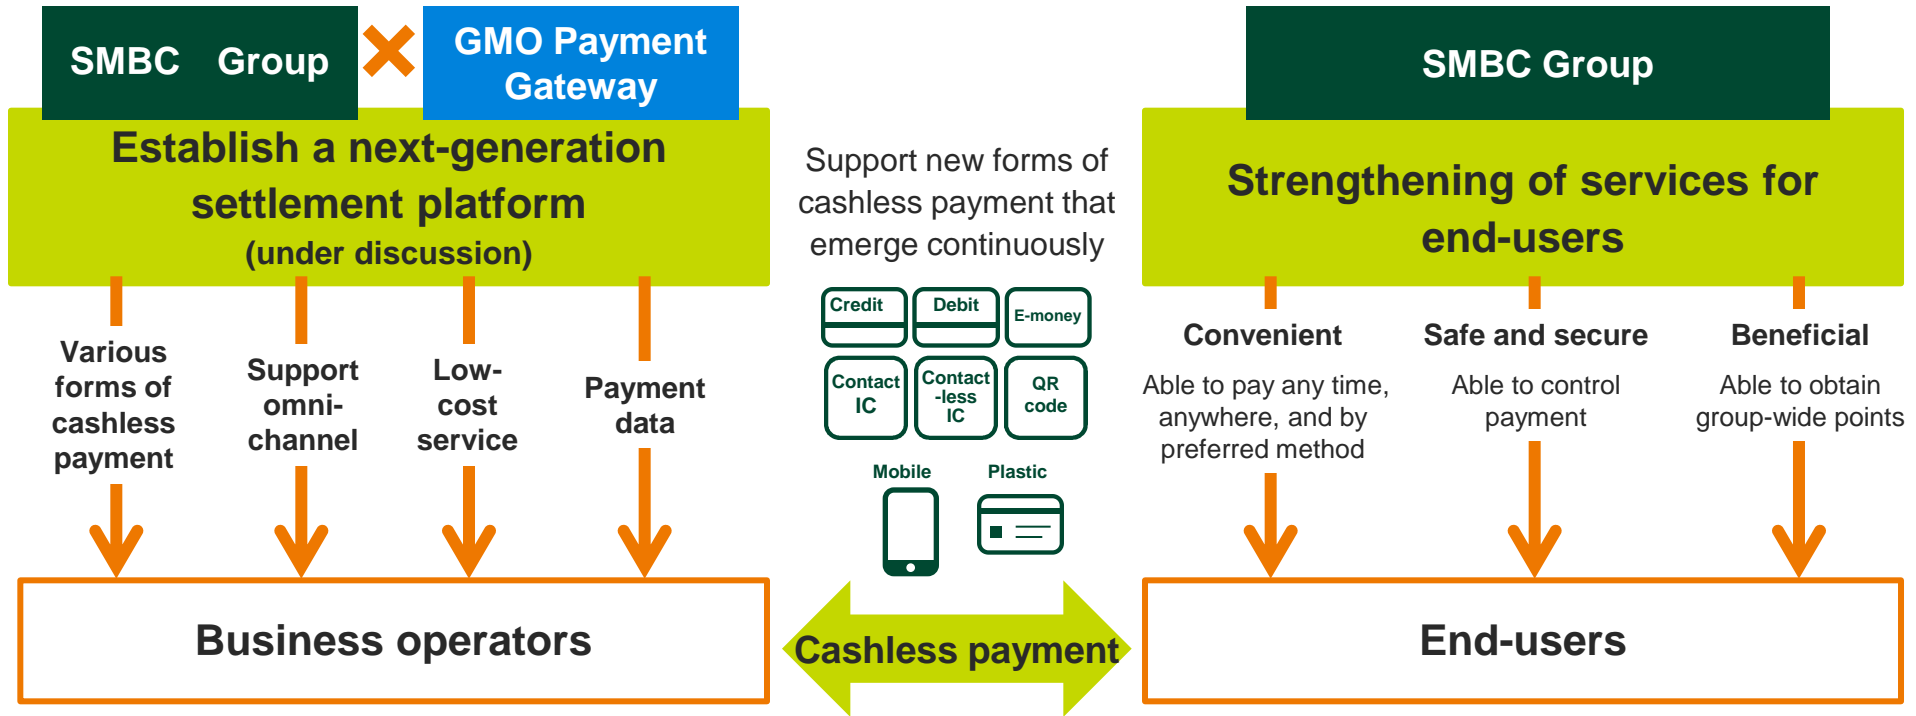 SMBC Group
GMO Payment
Gateway
Establish a next-generation
settlement platform
(under discussion)
Various
forms of
cashless
payment
Support
omni-
channel
Low-
cost
service
Payment
data
Business operators
Support new forms of
cashless payment that
emerge continuously
Credit
Debit
E-money
Contact
IC
Contact
-less
IC
QR
code
Mobile
Plastic
Cashless payment
SMBC Group
Strengthening of services for
end-users
Convenient
Able to pay any time,
anywhere, and by
preferred method
Safe and secure
Able to control
payment
Beneficial
Able to obtain
group-wide points
End-users